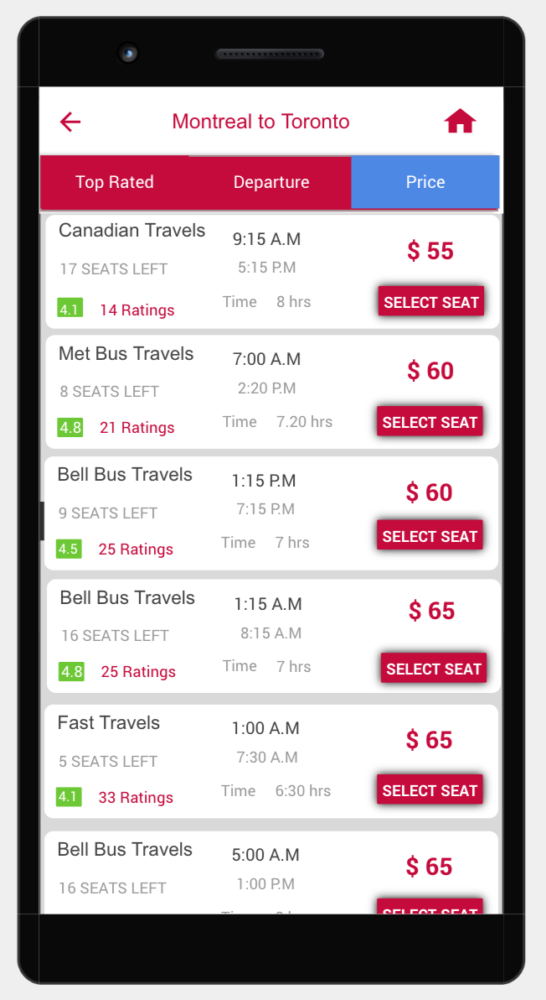 Montreal to Toronto
Top Rated Departure Price
Canadian Travels 9:15 A.M $ 55
17 SEATS LEFT 5:15 P.M
4.1 14 Ratings Time 8 hrs SELECT SEAT
Met Bus Travels 7:00 A.M $ 60
8 SEATS LEFT 2:20 P.M
4.8 21 Ratings Time 7.20 hrs SELECT SEAT
Bell Bus Travels 1:15 P.M $ 60
9 SEATS LEFT 7:15 P.M
4.5 25 Ratings Time 7 hrs SELECT SEAT
Bell Bus Travels 1:15 A.M $ 65
16 SEATS LEFT 8:15 A.M
4.8 25 Ratings Time 7 hrs SELECT SEAT
Fast Travels 1:00 A.M $ 65
5 SEATS LEFT 7:30 A.M
4.1 33 Ratings Time 6:30 hrs SELECT SEAT
Bell Bus Travels 5:00 A.M $ 65
16 SEATS LEFT 1:00 P.M
SELECT SEAT